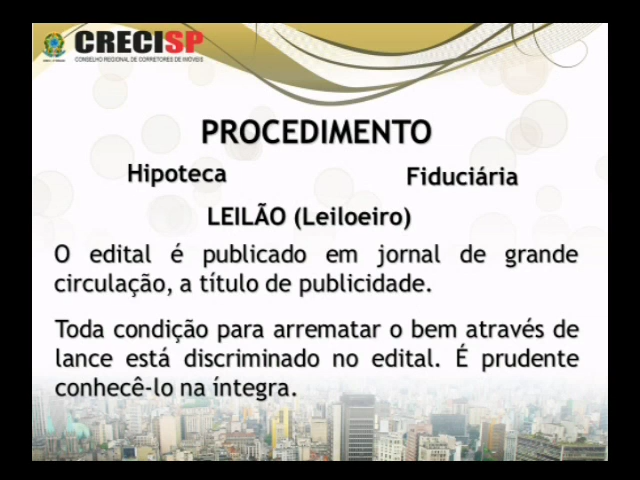 CRECISP
CONSELHO REGIONAL DE CORRETORES DE IMÓVEIS
PROCEDIMENTO
Hipoteca Fiduciária
LEILÃO (Leiloeiro)
O edital é publicado em jornal de grande
circulação, a título de publicidade.
Toda condição para arrematar o bem através de
lance está discriminado no edital. É prudente
conhecê-lo na íntegra.